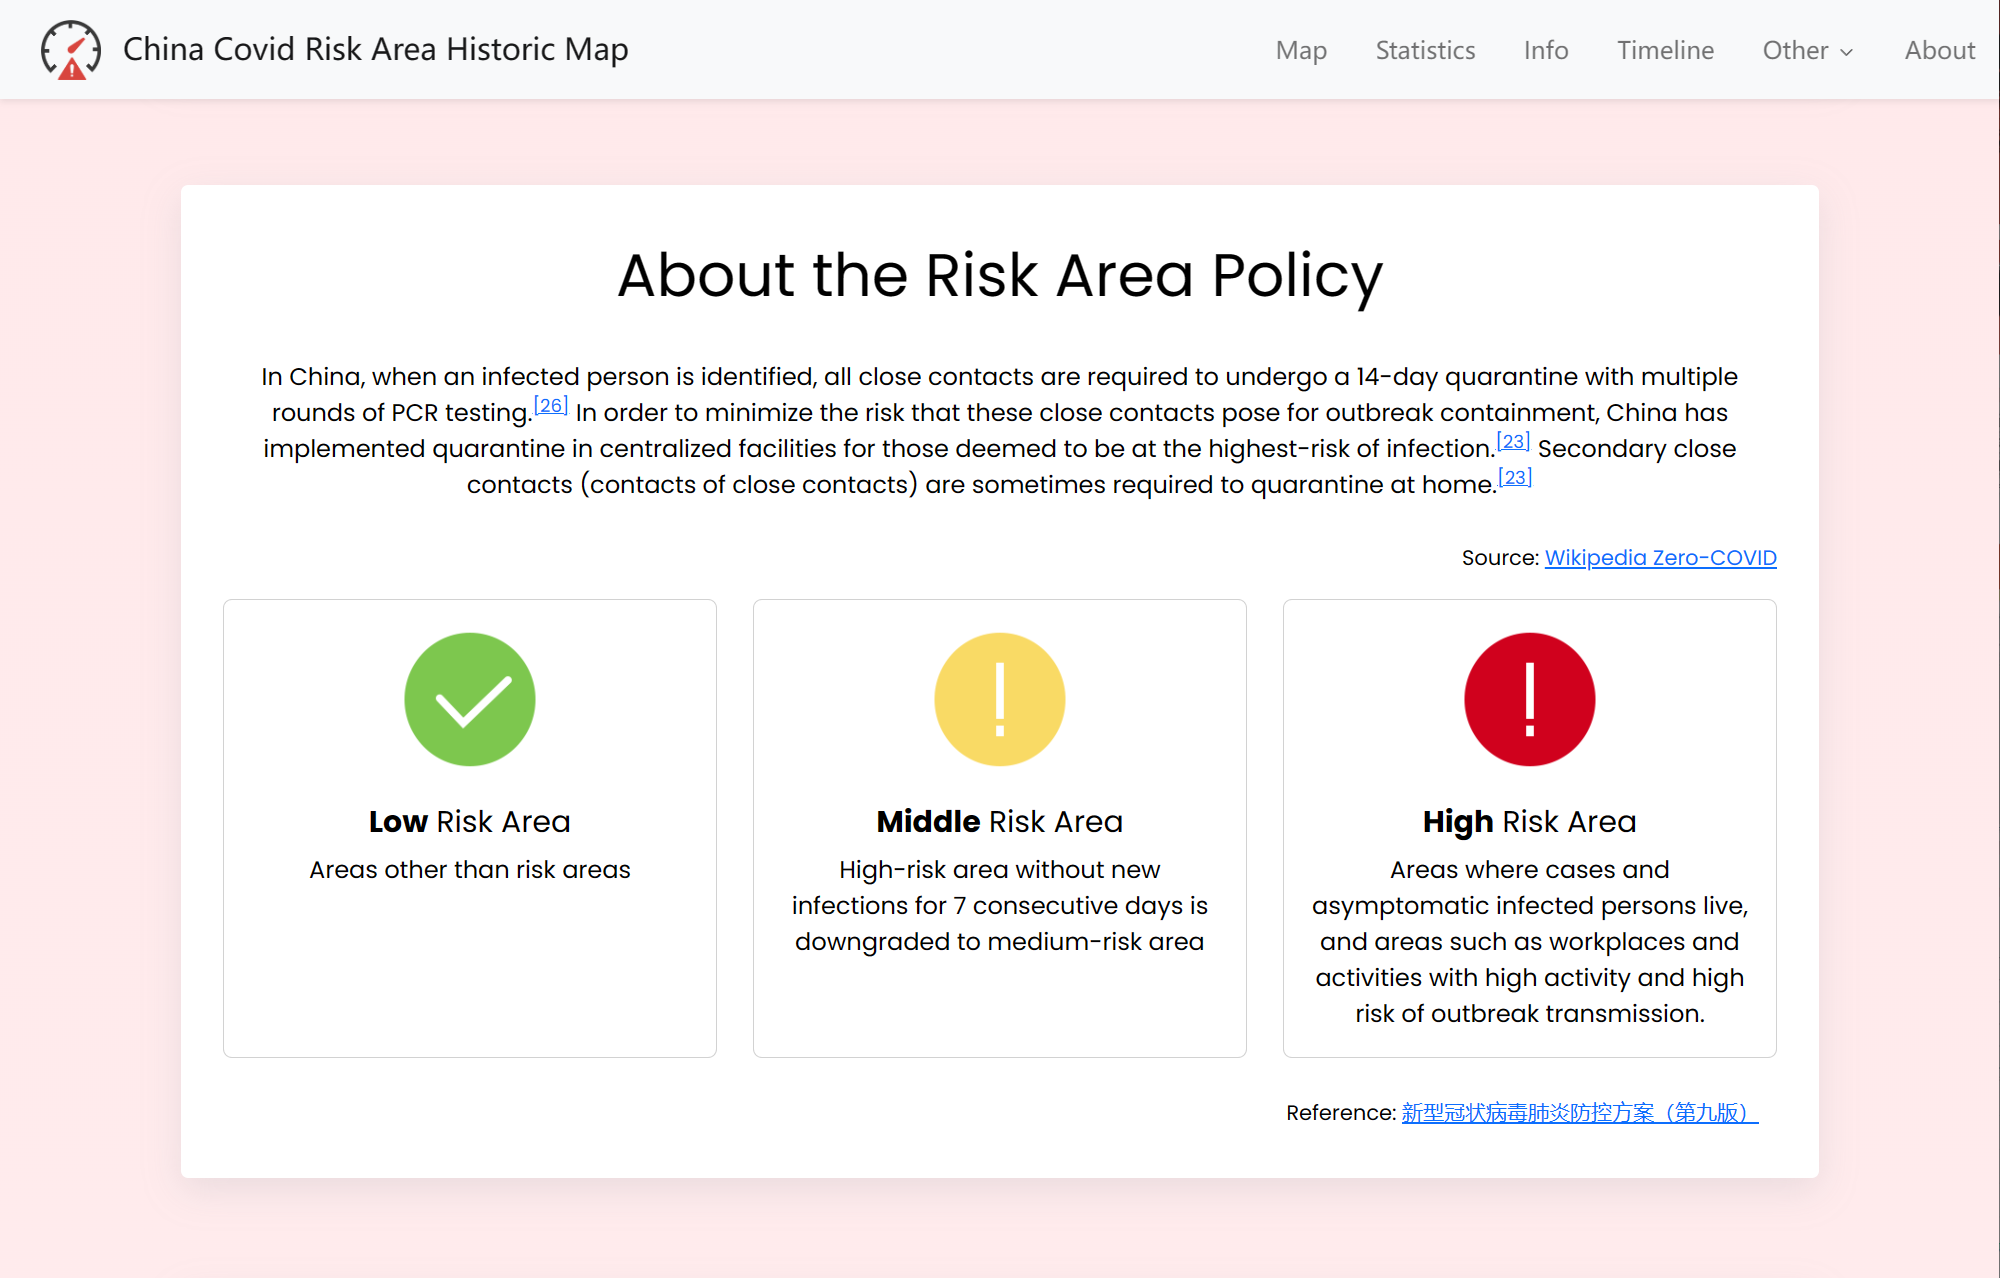 China Covid Risk Area Historic Map
Map Statistics Info Timeline Other About
About the Risk Area Policy
In China, when an infected person is identified, all close contacts are required to undergo a 14-day quarantine with multiple
rounds of PCR testing.[26] In order to minimize the risk that these close contacts pose for outbreak containment, China has
implemented quarantine in centralized facilities for those deemed to be at the highest-risk of infection.[23] Secondary close
contacts (contacts of close contacts) are sometimes required to quarantine at home.[23]
Source: Wikipedia Zero-COVID
Low Risk Area
Areas other than risk areas
Middle Risk Area
High-risk area without new
infections for 7 consecutive days is
downgraded to medium-risk area
High Risk Area
Areas where cases and
asymptomatic infected persons live,
and areas such as workplaces and
activities with high activity and high
risk of outbreak transmission.
Reference: 新型冠状病毒肺炎防控方案（第九版）